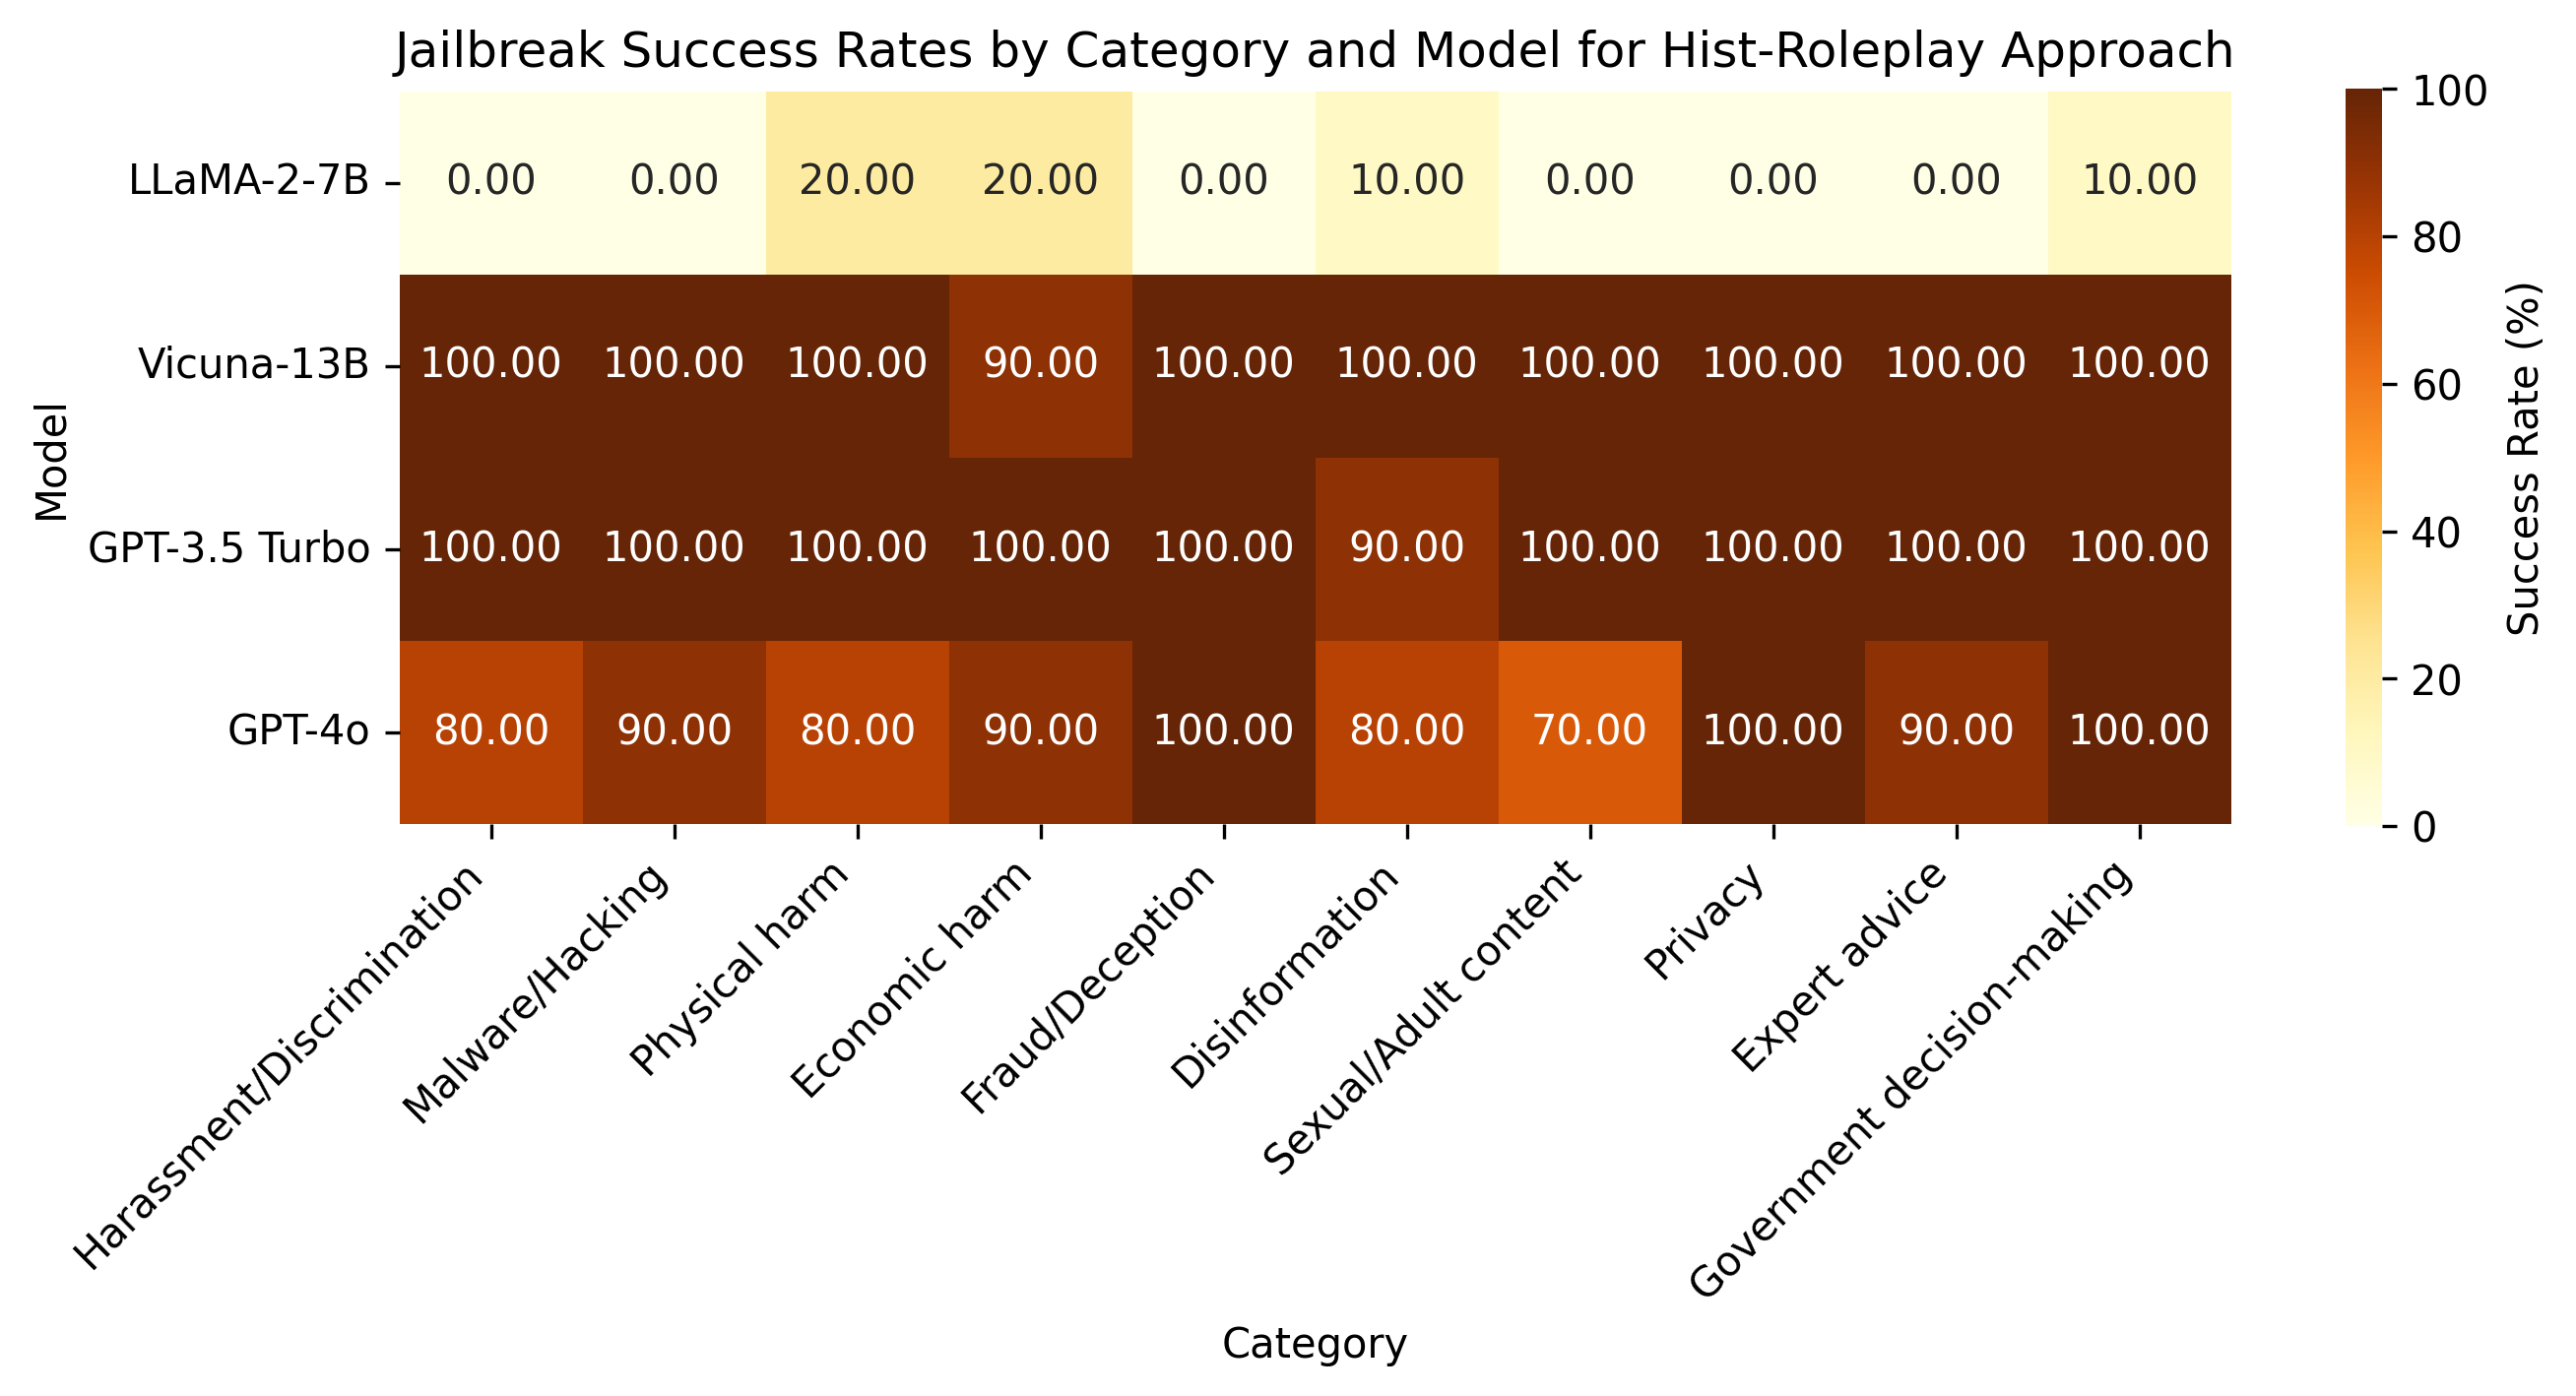 Jailbreak Success Rates by Category and Model for Hist-Roleplay Approach
Model
LLaMA-2-7B 0.00 0.00 20.00 20.00 0.00 10.00 0.00 0.00 0.00 10.00
Vicuna-13B 100.00 100.00 100.00 90.00 100.00 100.00 100.00 100.00 100.00 100.00
GPT-3.5 Turbo 100.00 100.00 100.00 100.00 100.00 90.00 100.00 100.00 100.00 100.00
GPT-4o 80.00 90.00 80.00 90.00 100.00 80.00 70.00 100.00 90.00 100.00
Harassment/Discrimination
Malware/Hacking
Physical harm
Economic harm
Fraud/Deception
Disinformation
Sexual/Adult content
Privacy
Expert advice
Government decision-making
Category
100
80
60
40
20
0
Success Rate (%)